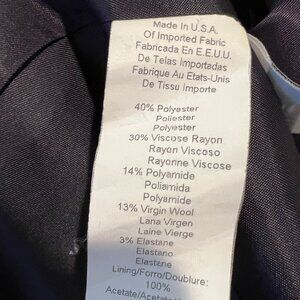 Made In U.S.A.
Of Imported Fabric
Fabricada En E.E.U.U.
De Telas Importadas
Fabrique Au Etats-Unis
De Tissu Importe
40% Polyester
Poliester
Polyester
30% Viscose Rayon
Rayon Viscoso
Rayonne Viscose
14% Polyamide
Poliamida
Polyamide
13% Virgin Wool
Lana Virgen
Laine Vierge
3% Elastane
Elastano
Elastane
Lining/Forro/Doublure:
100%
Acetate/Acetato/